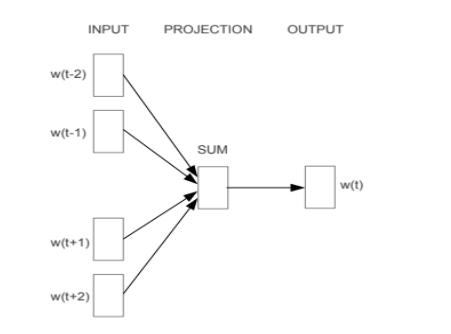 INPUT PROJECTION OUTPUT
w(t-2)
w(t-1)
SUM
w(t)
w(t+1)
w(t+2)